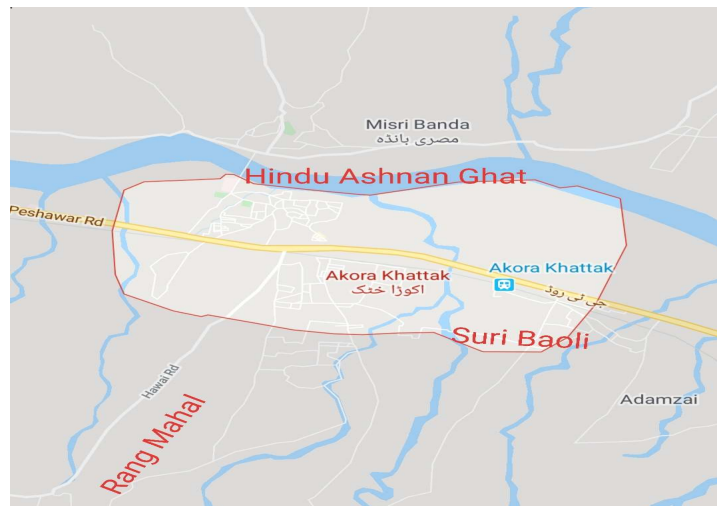 Misri Banda
مصری بانڈہ
Hindu Ashnan Ghat
Peshawar Rd
Akora Khattak
Akora Khattak
اکوڑا خٹک
جی ٹی روڈ
Suri Baoli
Hawai Rd
Adamzai
Rang Mahal